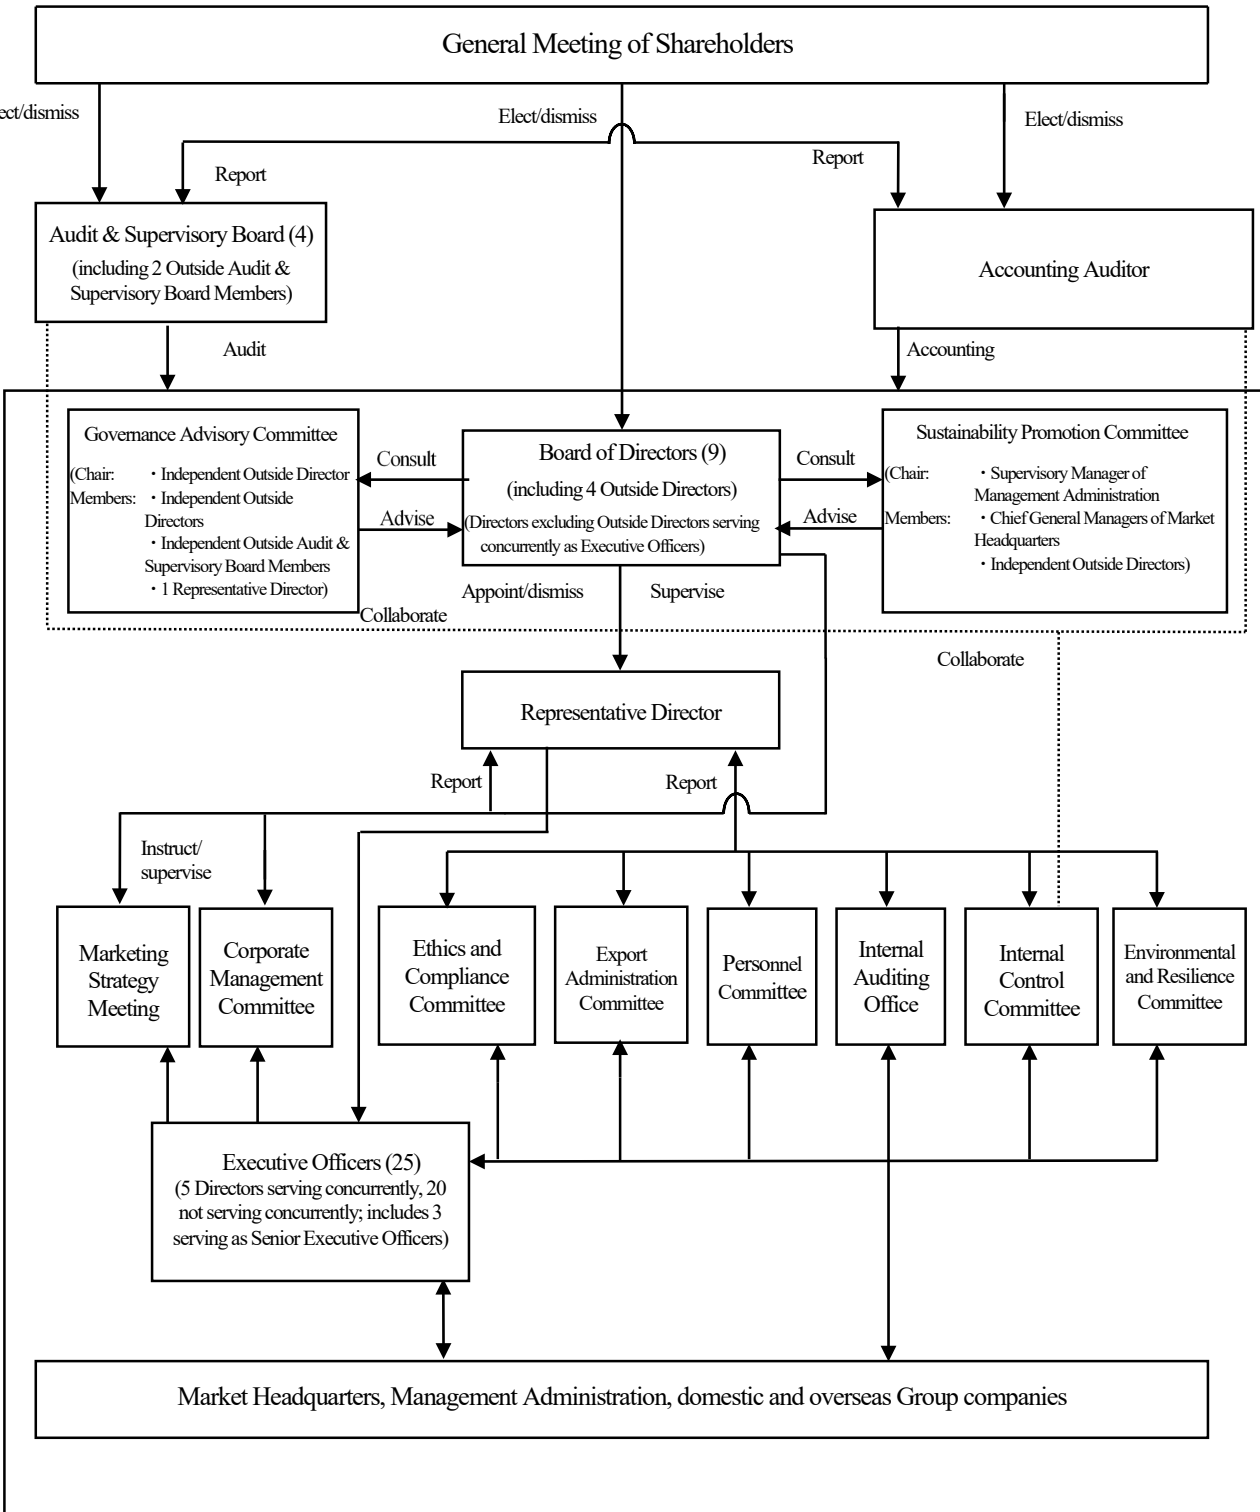 General Meeting of Shareholders
ect/dismiss
Elect/dismiss
Elect/dismiss
Report
Report
Audit & Supervisory Board (4)
(including 2 Outside Audit &
Supervisory Board Members)
Accounting Auditor
Audit
Accounting
Governance Advisory Committee
(Chair: ・Independent Outside Director
Members: ・Independent Outside
Directors
・Independent Outside Audit &
Supervisory Board Members
・1 Representative Director)
Consult
Advise
Board of Directors (9)
(including 4 Outside Directors)
(Directors excluding Outside Directors serving
concurrently as Executive Officers)
Consult
Advise
Sustainability Promotion Committee
(Chair: ・Supervisory Manager of
Management Administration
Members: ・Chief General Managers of Market
Headquarters
・Independent Outside Directors)
Appoint/dismiss
Supervise
Collaborate
Collaborate
Representative Director
Report
Report
Instruct/
supervise
Marketing
Strategy
Meeting
Corporate
Management
Committee
Ethics and
Compliance
Committee
Export
Administration
Committee
Personnel
Committee
Internal
Auditing
Office
Internal
Control
Committee
Environmental
and Resilience
Committee
Executive Officers (25)
(5 Directors serving concurrently, 20
not serving concurrently; includes 3
serving as Senior Executive Officers)
Market Headquarters, Management Administration, domestic and overseas Group companies